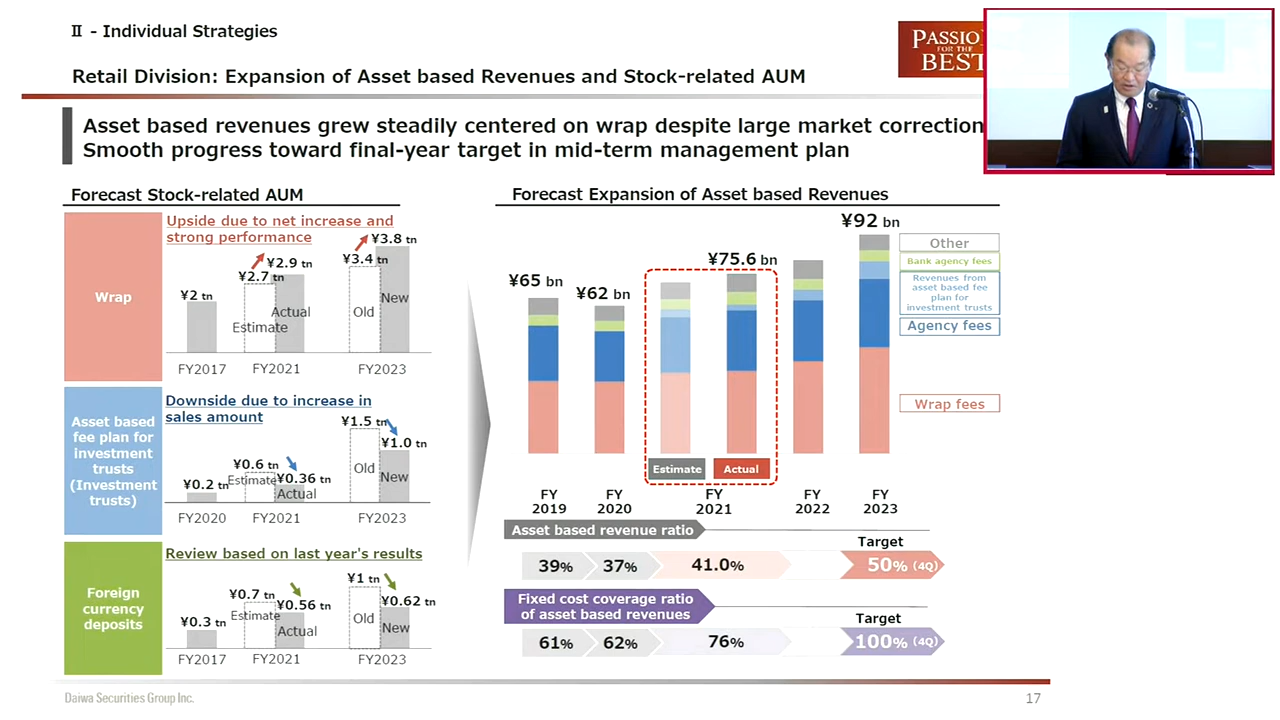 Ⅱ - Individual Strategies
Retail Division: Expansion of Asset based Revenues and Stock-related AUM
PASSIO
FOR THE
BEST
Asset based revenues grew steadily centered on wrap despite large market correction
Smooth progress toward final-year target in mid-term management plan
Forecast Stock-related AUM
Wrap
Upside due to net increase and
strong performance
¥2 tn
¥2.7 tn
¥2.9 tn
¥3.4 tn
¥3.8 tn
Estimate
Actual
Old
New
FY2017
FY2021
FY2023
Asset based
fee plan for
investment
trusts
(Investment
trusts)
Downside due to increase in
sales amount
¥0.2 tn
¥0.6 tn
¥0.36 tn
¥1.5 tn
¥1.0 tn
Estimate
Actual
Old
New
FY2020
FY2021
FY2023
Foreign
currency
deposits
Review based on last year's results
¥0.3 tn
¥0.7 tn
¥0.56 tn
¥1 tn
¥0.62 tn
Estimate
Actual
Old
New
FY2017
FY2021
FY2023
Forecast Expansion of Asset based Revenues
¥65 bn
¥62 bn
¥75.6 bn
¥92 bn
Other
Bank agency fees
Revenues from
asset based fee
plan for
investment trusts
Agency fees
Wrap fees
Estimate
Actual
FY
2019
FY
2020
FY
2021
FY
2022
FY
2023
Asset based revenue ratio
Target
39%
37%
41.0%
50% (4Q)
Fixed cost coverage ratio
of asset based revenues
Target
61%
62%
76%
100% (4Q)
Daiwa Securities Group Inc.
17